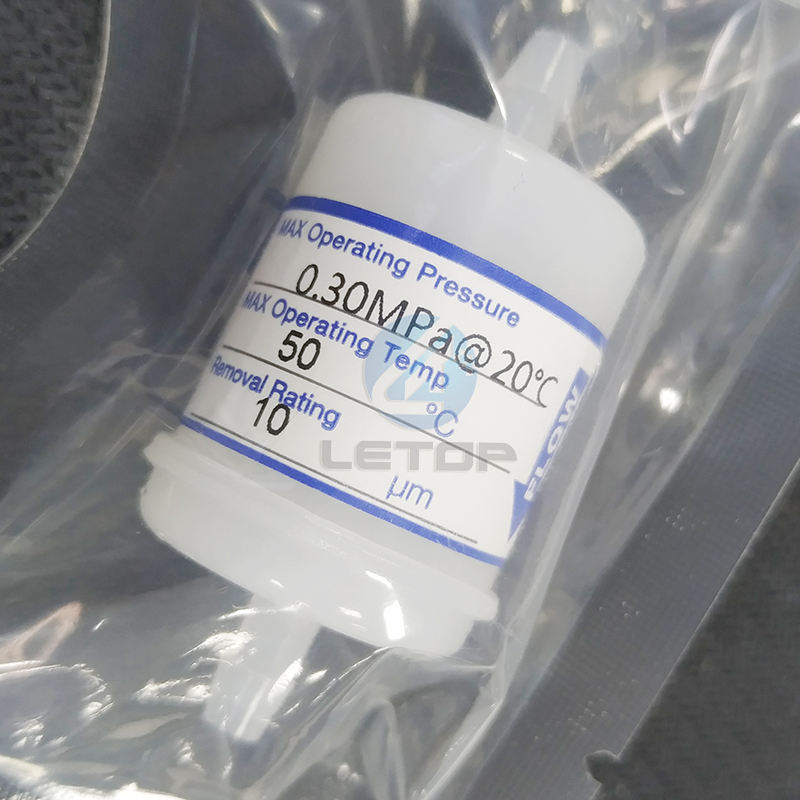 MAX Operating Pressure
0.30MPa@20°C
MAX Operating Temp
50 °C
Removal Rating
10 µm
FLOW
LETOP